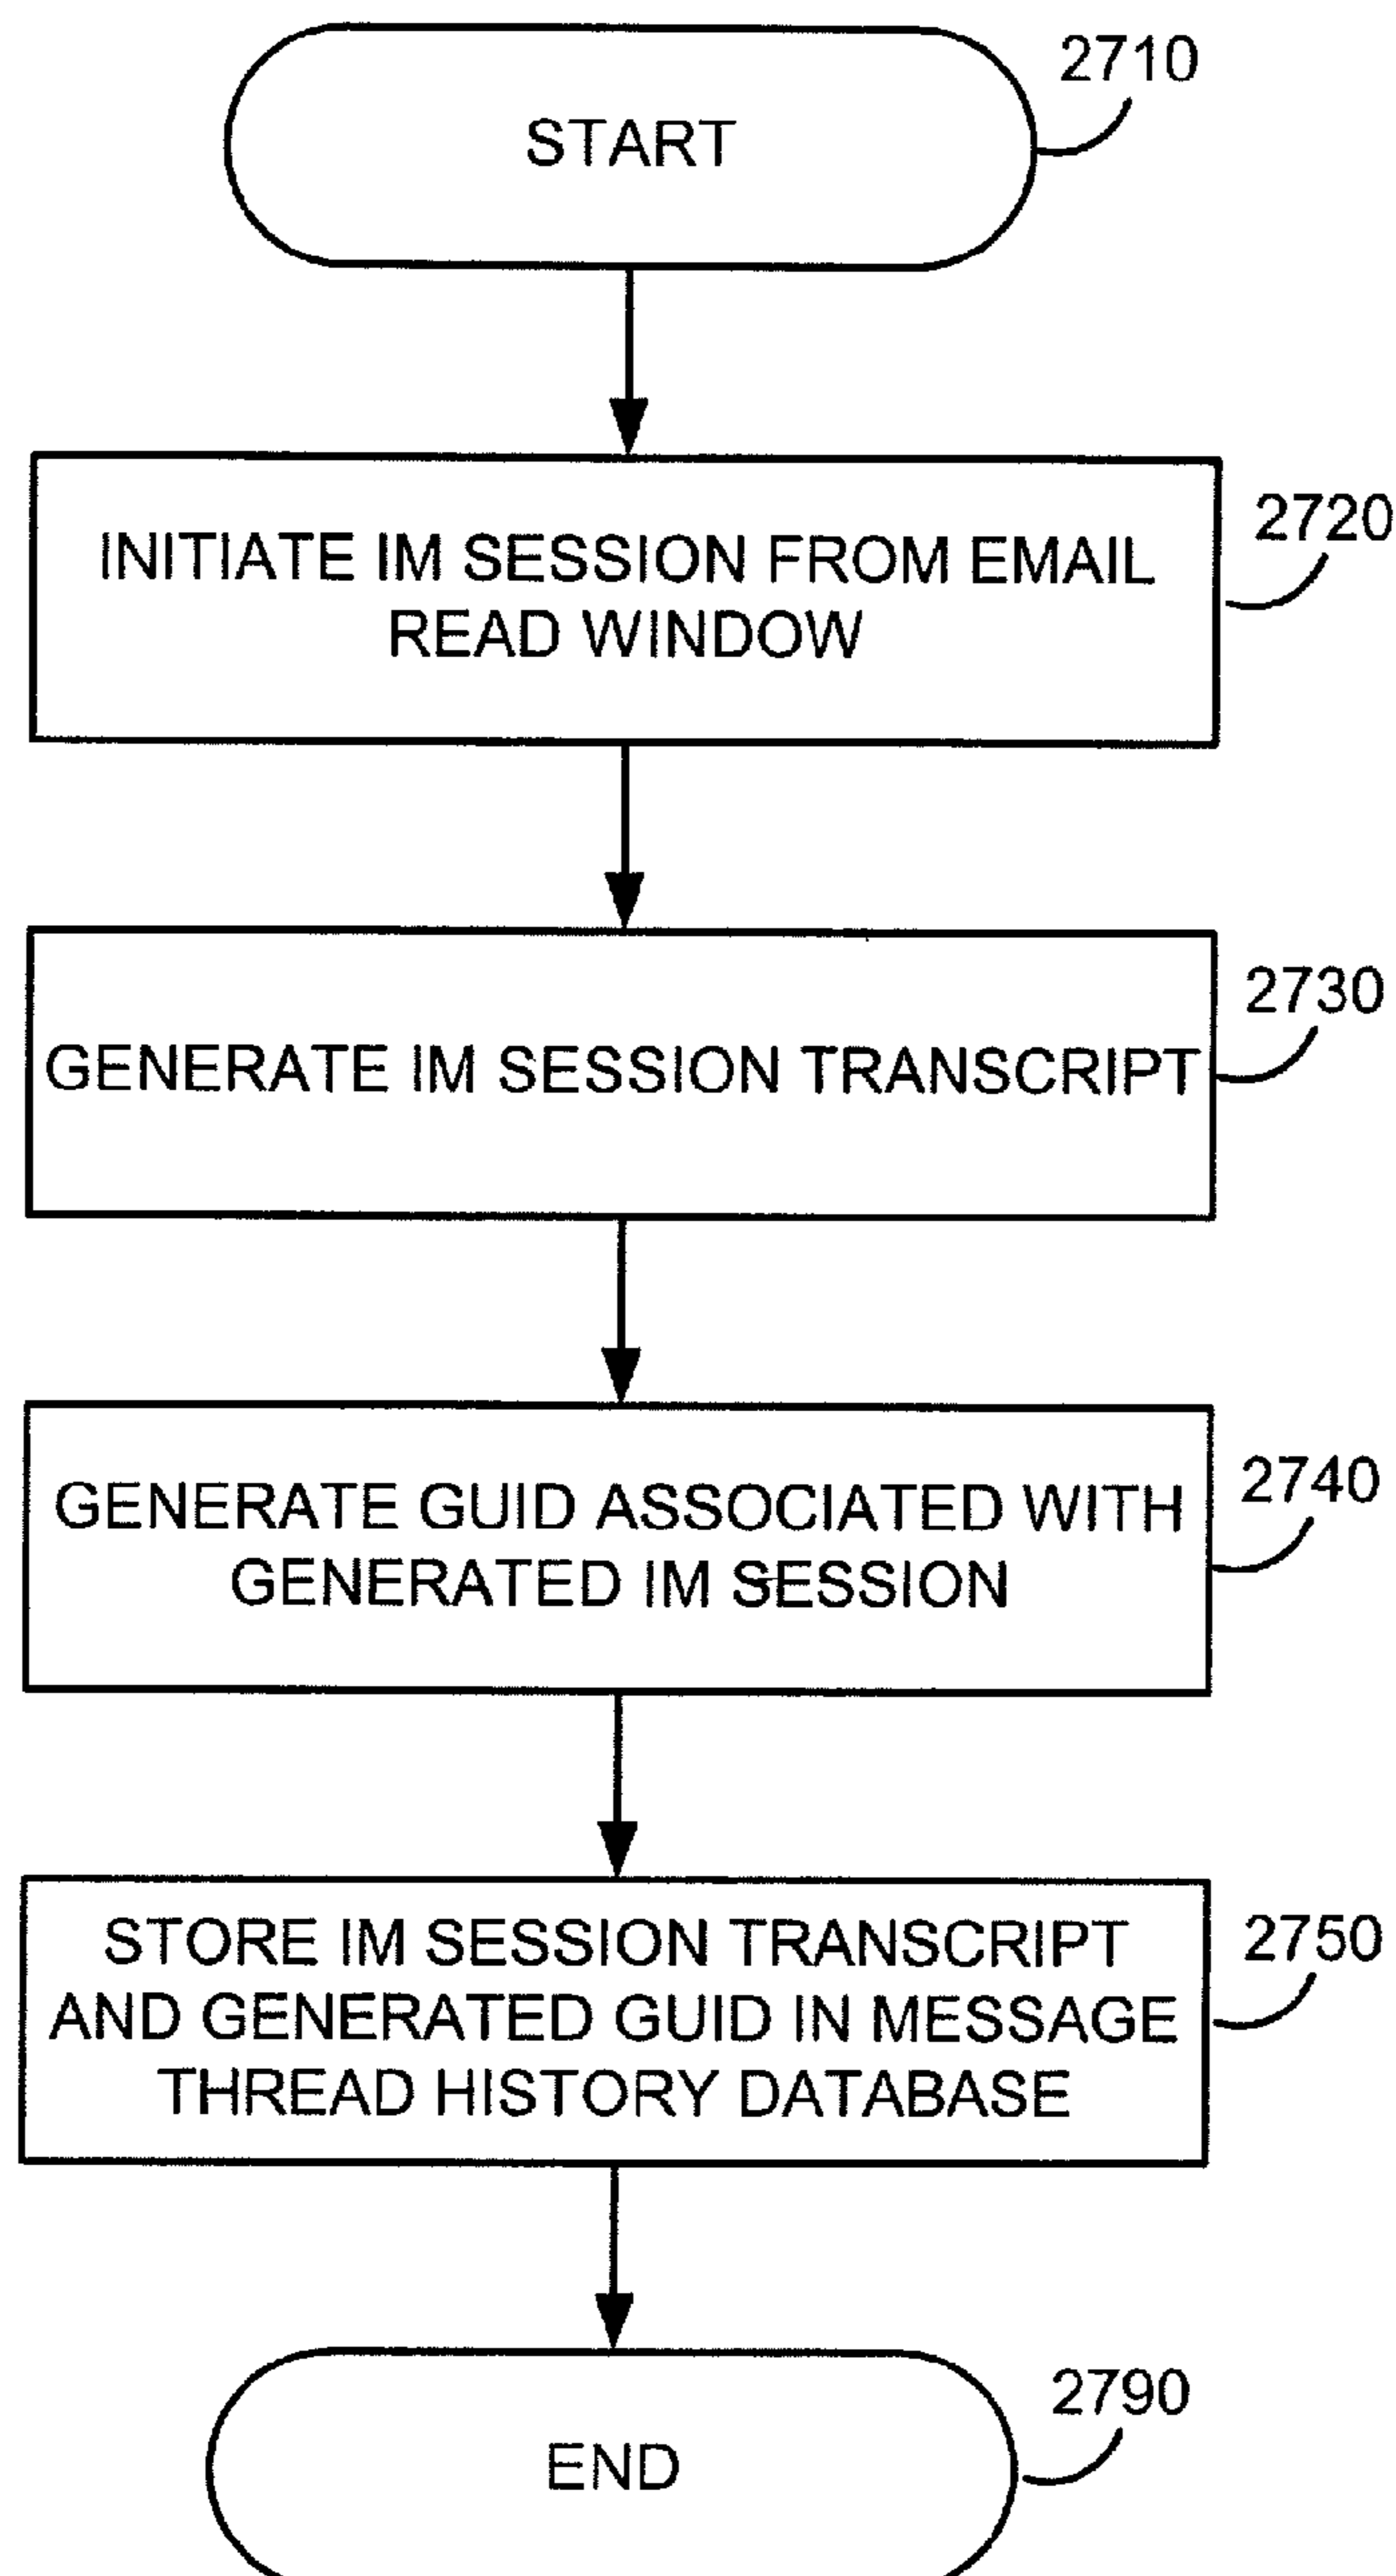 2710
START
2720
INITIATE IM SESSION FROM EMAIL
READ WINDOW
2730
GENERATE IM SESSION TRANSCRIPT
2740
GENERATE GUID ASSOCIATED WITH
GENERATED IM SESSION
2750
STORE IM SESSION TRANSCRIPT
AND GENERATED GUID IN MESSAGE
THREAD HISTORY DATABASE
2790
END